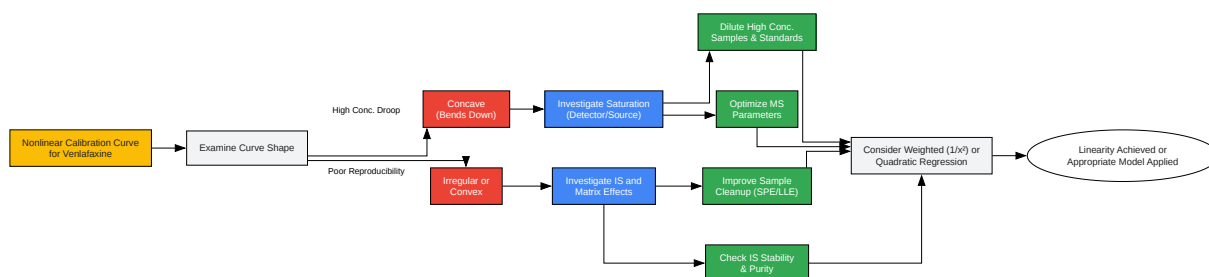 Nonlinear Calibration Curve
for Venlafaxine
Examine Curve Shape
High Conc. Droop
Poor Reproducibility
Concave
(Bends Down)
Irregular or
Convex
Investigate Saturation
(Detector/Source)
Investigate IS and
Matrix Effects
Dilute High Conc.
Samples & Standards
Optimize MS
Parameters
Improve Sample
Cleanup (SPE/LLE)
Check IS Stability
& Purity
Consider Weighted (1/x²) or
Quadratic Regression
Linearity Achieved or
Appropriate Model Applied